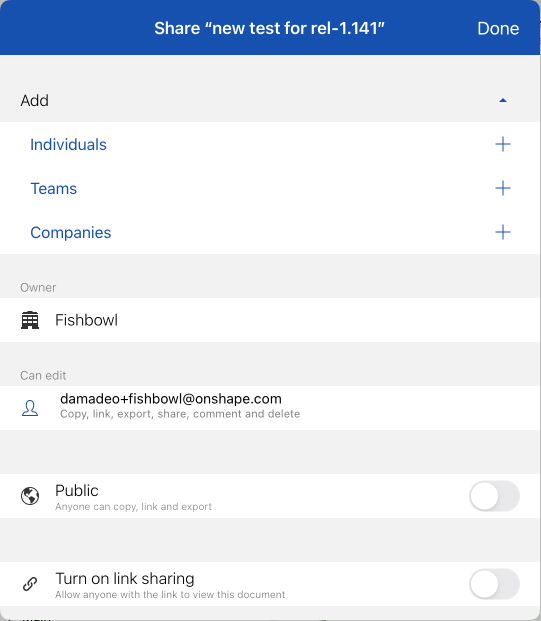 Share “new test for rel-1.141”
Done
Add
Individuals
Teams
Companies
Owner
Fishbowl
Can edit
damadeo+fishbowl@onshape.com
Copy, link, export, share, comment and delete
Public
Anyone can copy, link and export
Turn on link sharing
Allow anyone with the link to view this document